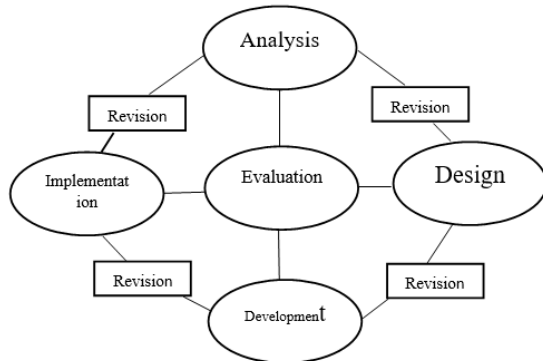 Analysis
Revision
Revision
Implementat
ion
Evaluation
Design
Revision
Revision
Development